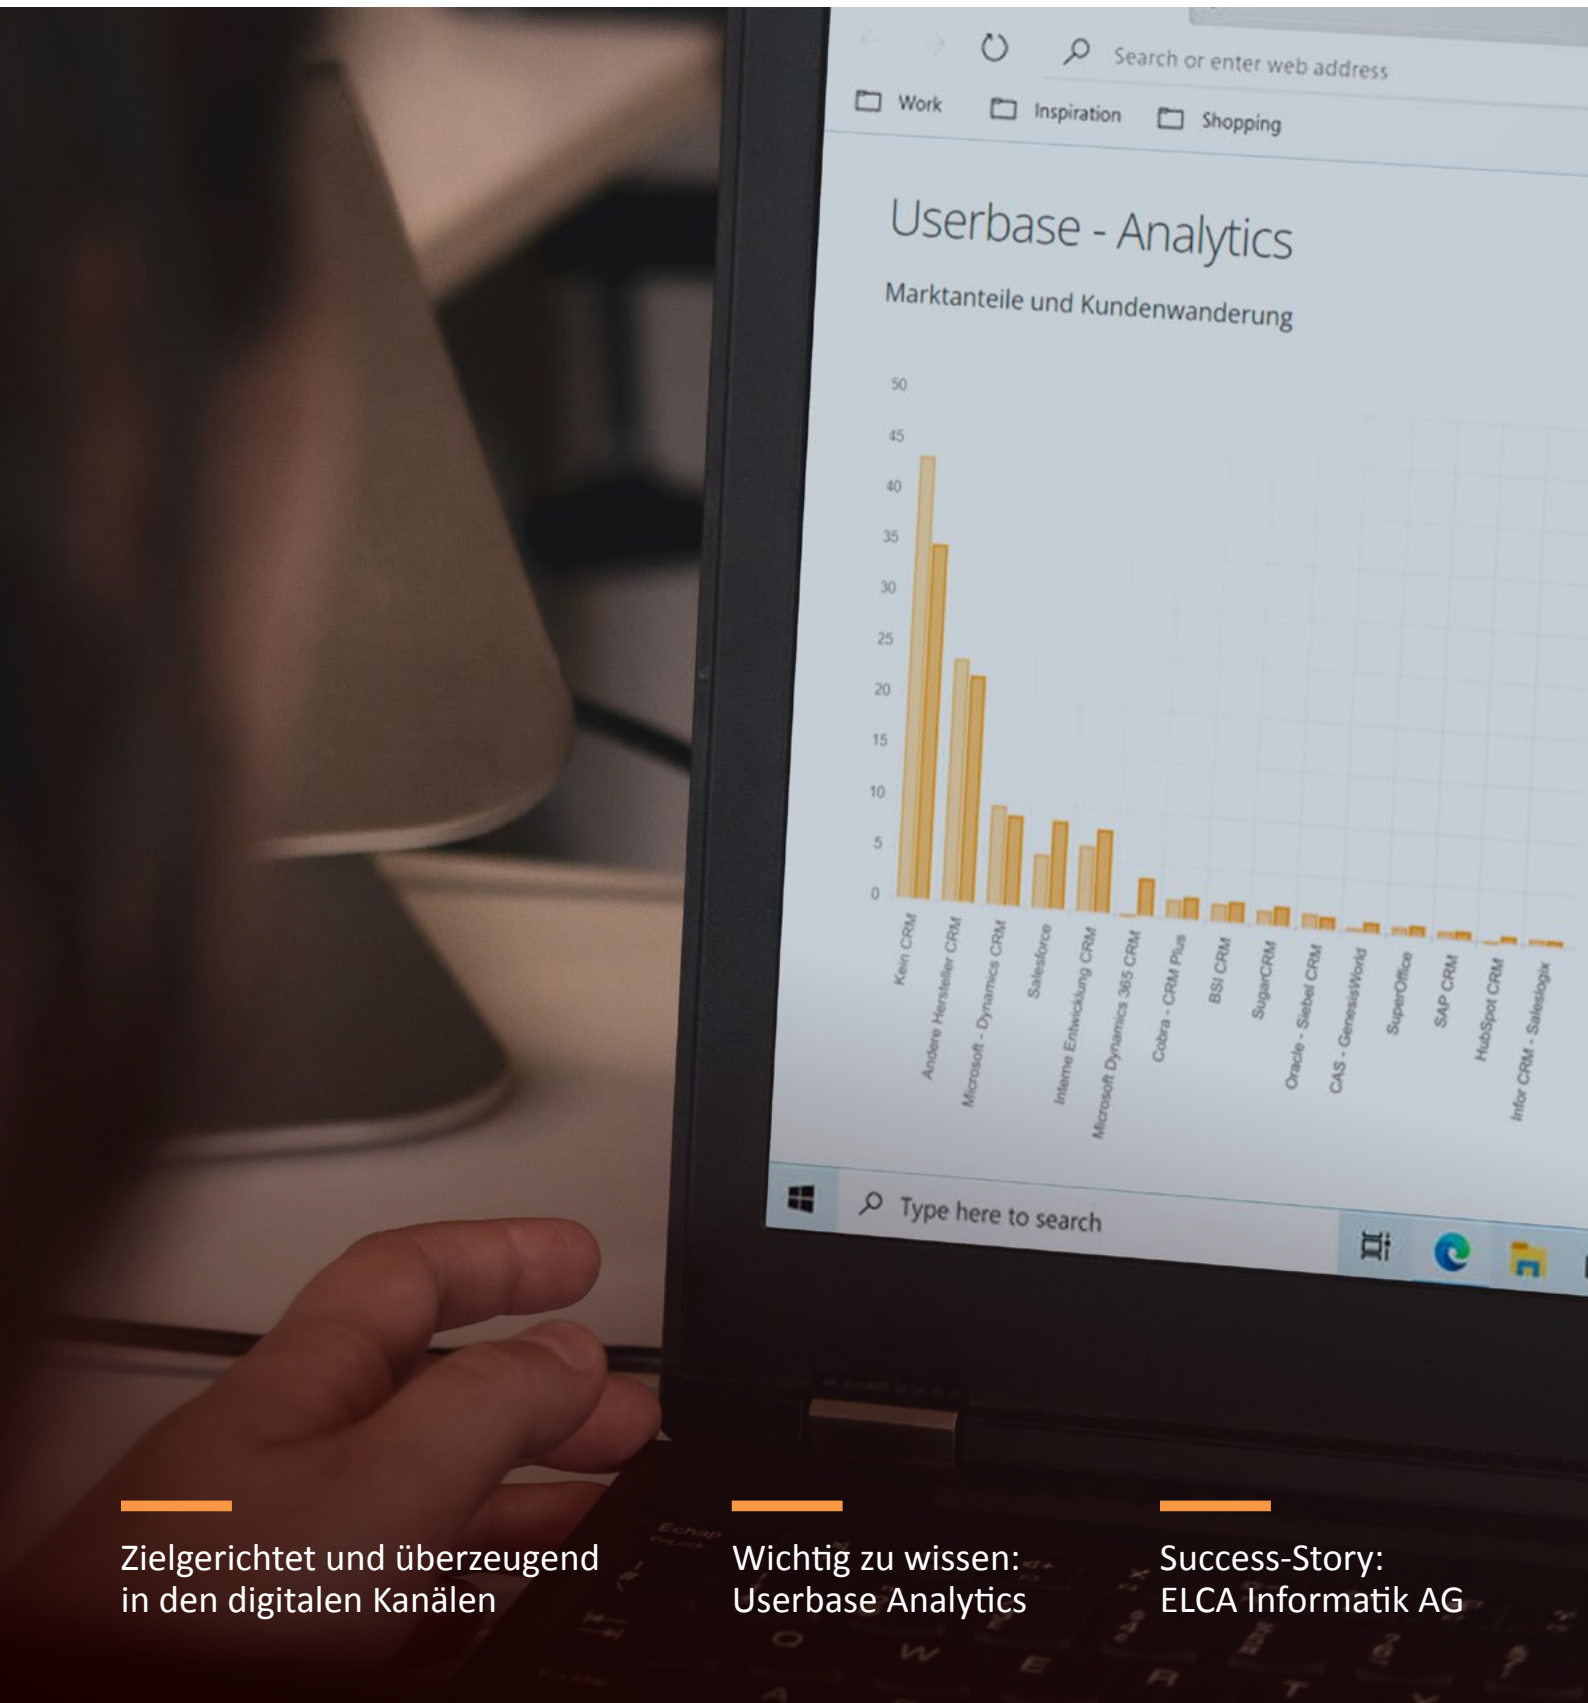 Search or enter web address
Work
Inspiration
Shopping
Userbase - Analytics
Marktanteile und Kundenwanderung
50
45
40
35
30
25
20
15
10
5
0
Kein CRM
Andere Hersteller CRM
Microsoft - Dynamics CRM
Salesforce
Interne Entwicklung CRM
Microsoft Dynamics 365 CRM
Cobra - CRM Plus
BSI CRM
SugarCRM
Oracle - Siebel CRM
CAS - GenesisWorld
SuperOffice
SAP CRM
HubSpot CRM
Infor CRM - Saleslogix
Type here to search
Echap
FnLock
Q
W
E
R
T
A
Zielgerichtet und überzeugend
in den digitalen Kanälen
Wichtig zu wissen:
Userbase Analytics
Success-Story:
ELCA Informatik AG